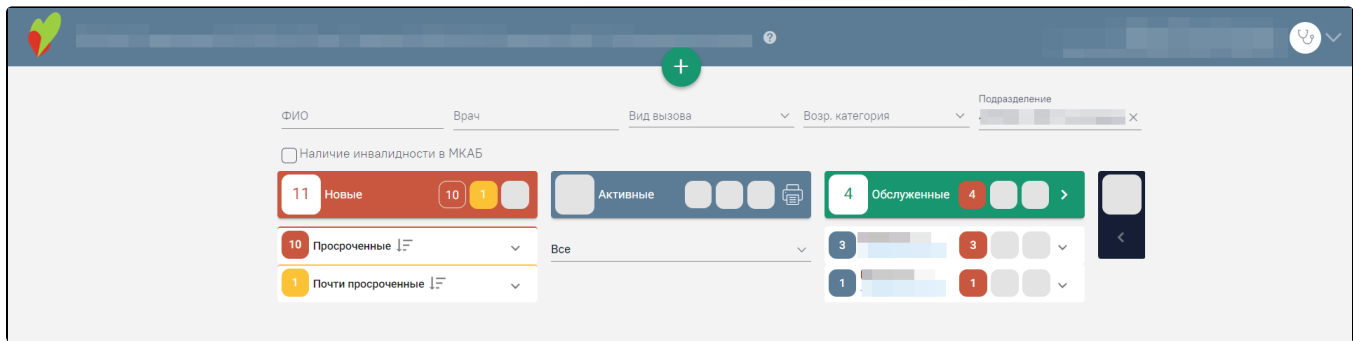 Подразделение
ФИО Врач Вид вызова Возр. категория
Наличие инвалидности в МКАБ
11 Новые 10 1
Активные
4 Обслуженные 4
10 Просроченные
1 Почти просроченные
Все
3 3
1 1